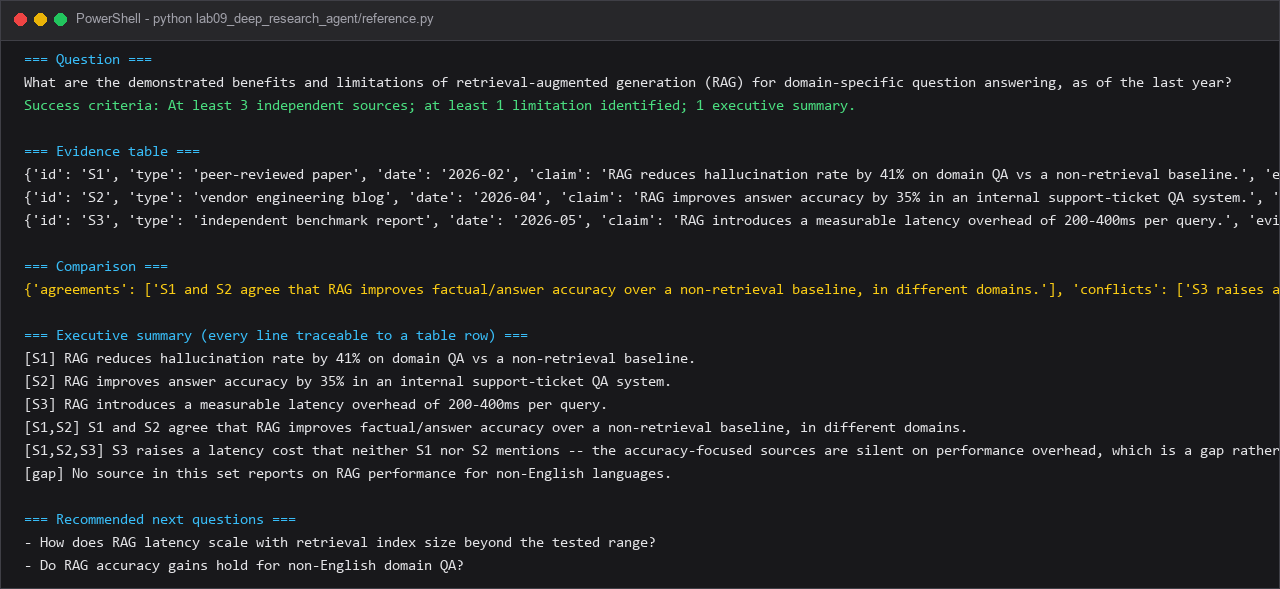 PowerShell - python lab09_deep_research_agent/reference.py
=== Question ===
What are the demonstrated benefits and limitations of retrieval-augmented generation (RAG) for domain-specific question answering, as of the last year?
Success criteria: At least 3 independent sources; at least 1 limitation identified; 1 executive summary.
=== Evidence table ===
{'id': 'S1', 'type': 'peer-reviewed paper', 'date': '2026-02', 'claim': 'RAG reduces hallucination rate by 41% on domain QA vs a non-retrieval baseline.', 'e
{'id': 'S2', 'type': 'vendor engineering blog', 'date': '2026-04', 'claim': 'RAG improves answer accuracy by 35% in an internal support-ticket QA system.', '
{'id': 'S3', 'type': 'independent benchmark report', 'date': '2026-05', 'claim': 'RAG introduces a measurable latency overhead of 200-400ms per query.', 'evi
=== Comparison ===
{'agreements': ['S1 and S2 agree that RAG improves factual/answer accuracy over a non-retrieval baseline, in different domains.'], 'conflicts': ['S3 raises a
=== Executive summary (every line traceable to a table row) ===
[S1] RAG reduces hallucination rate by 41% on domain QA vs a non-retrieval baseline.
[S2] RAG improves answer accuracy by 35% in an internal support-ticket QA system.
[S3] RAG introduces a measurable latency overhead of 200-400ms per query.
[S1,S2] S1 and S2 agree that RAG improves factual/answer accuracy over a non-retrieval baseline, in different domains.
[S1,S2,S3] S3 raises a latency cost that neither S1 nor S2 mentions -- the accuracy-focused sources are silent on performance overhead, which is a gap rather
[gap] No source in this set reports on RAG performance for non-English languages.
=== Recommended next questions ===
- How does RAG latency scale with retrieval index size beyond the tested range?
- Do RAG accuracy gains hold for non-English domain QA?